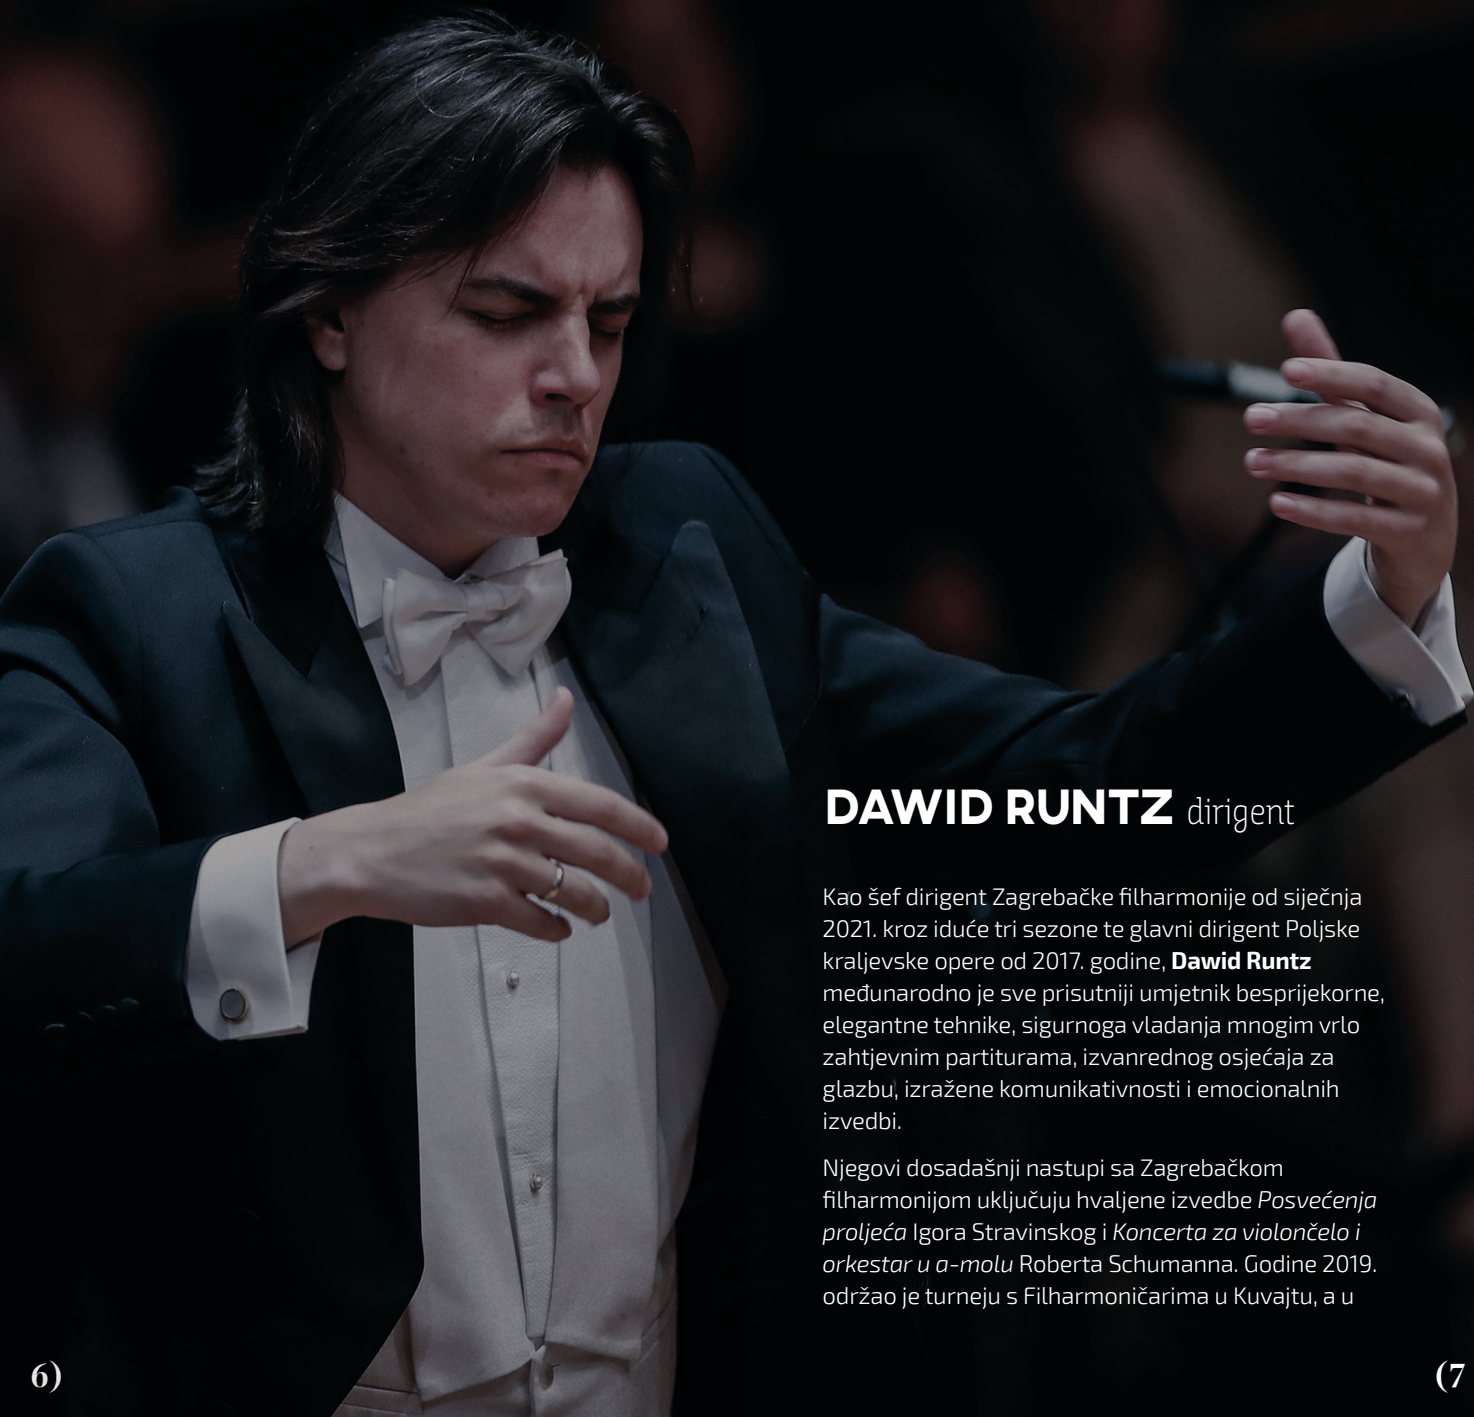 DAWID RUNTZ dirigent
Kao šef dirigent Zagrebačke filharmonije od siječnja
2021. kroz iduće tri sezone te glavni dirigent Poljske
kraljevske opere od 2017. godine, Dawid Runtz
međunarodno je sve prisutniji umjetnik besprijekorne,
elegantne tehnike, sigurnoga vladanja mnogim vrlo
zahtjevnim partiturama, izvanrednog osjećaja za
glazbu, izražene komunikativnosti i emocionalnih
izvedbi.
Njegovi dosadašnji nastupi sa Zagrebačkom
filharmonijom uključuju hvaljene izvedbe Posvećenja
proljeća Igora Stravinskog i Koncerta za violončelo i
orkestar u a-molu Roberta Schumanna. Godine 2019.
održao je turneju s Filharmoničarima u Kuvajtu, a u
6)
(7